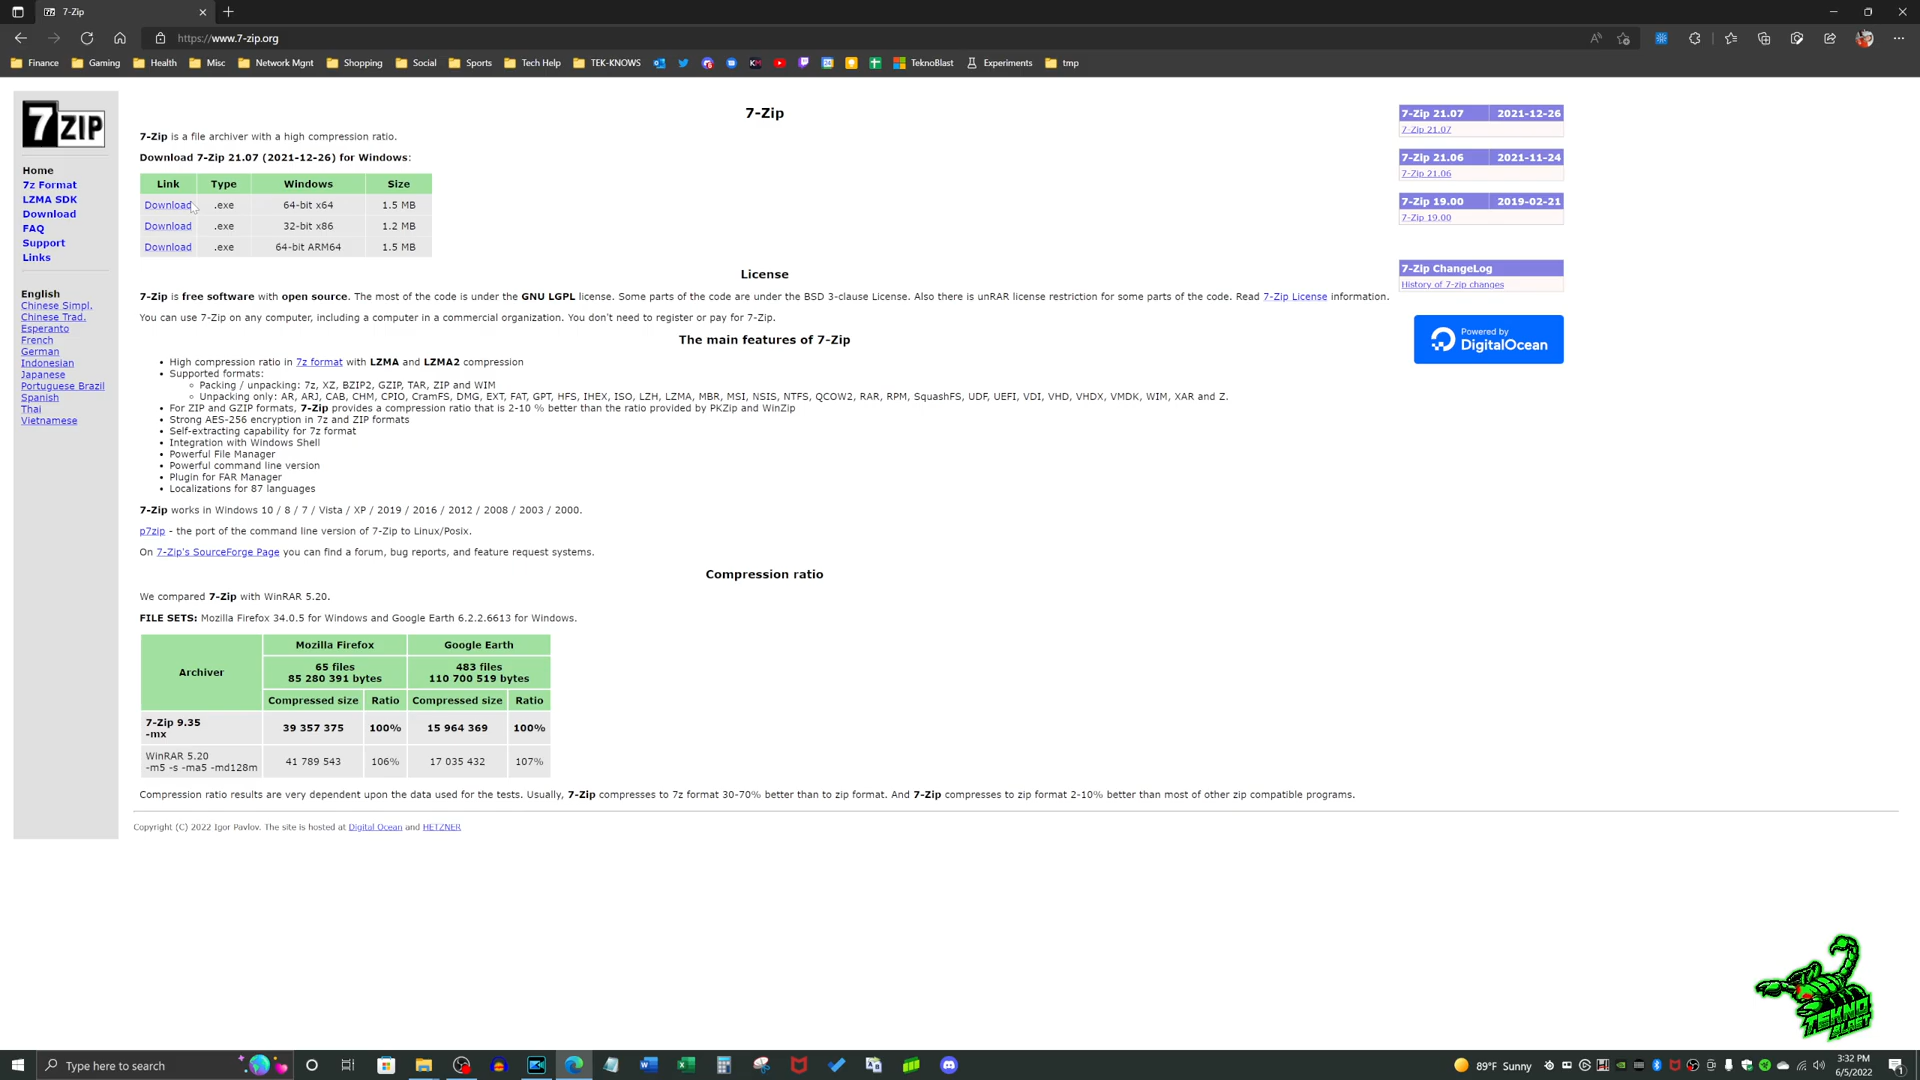 7-Zip
https://www.7-zip.org
Finance Gaming Health Misc Network Mgnt Shopping Social Sports Tech Help TEK-KNOWS TeknoBlast Experiments tmp
7ZIP
Home
7z Format
LZMA SDK
Download
FAQ
Support
Links
English
Chinese Simpl.
Chinese Trad.
Esperanto
French
German
Indonesian
Japanese
Portuguese Brazil
Spanish
Thai
Vietnamese
7-Zip
7-Zip is a file archiver with a high compression ratio.
Download 7-Zip 21.07 (2021-12-26) for Windows:
Link Type Windows Size
Download .exe 64-bit x64 1.5 MB
Download .exe 32-bit x86 1.2 MB
Download .exe 64-bit ARM64 1.5 MB
License
7-Zip is free software with open source. The most of the code is under the GNU LGPL license. Some parts of the code are under the BSD 3-clause License. Also there is unRAR license restriction for some parts of the code. Read 7-Zip License information.
You can use 7-Zip on any computer, including a computer in a commercial organization. You don't need to register or pay for 7-Zip.
The main features of 7-Zip
• High compression ratio in 7z format with LZMA and LZMA2 compression
• Supported formats:
◦ Packing / unpacking: 7z, XZ, BZIP2, GZIP, TAR, ZIP and WIM
◦ Unpacking only: AR, ARJ, CAB, CHM, CPIO, CramFS, DMG, EXT, FAT, GPT, HFS, IHEX, ISO, LZH, LZMA, MBR, MSI, NSIS, NTFS, QCOW2, RAR, RPM, SquashFS, UDF, UEFI, VDI, VHD, VHDX, VMDK, WIM, XAR and Z.
• For ZIP and GZIP formats, 7-Zip provides a compression ratio that is 2-10 % better than the ratio provided by PKZip and WinZip
• Strong AES-256 encryption in 7z and ZIP formats
• Self-extracting capability for 7z format
• Integration with Windows Shell
• Powerful File Manager
• Powerful command line version
• Plugin for FAR Manager
• Localizations for 87 languages
7-Zip works in Windows 10 / 8 / 7 / Vista / XP / 2019 / 2016 / 2012 / 2008 / 2003 / 2000.
p7zip - the port of the command line version of 7-Zip to Linux/Posix.
On 7-Zip's SourceForge Page you can find a forum, bug reports, and feature request systems.
Compression ratio
We compared 7-Zip with WinRAR 5.20.
FILE SETS: Mozilla Firefox 34.0.5 for Windows and Google Earth 6.2.2.6613 for Windows.
Archiver Mozilla Firefox Google Earth
65 files 483 files
85 280 391 bytes 110 700 519 bytes
Compressed size Ratio Compressed size Ratio
7-Zip 9.35
-mx 39 357 375 100% 15 964 369 100%
WinRAR 5.20
-m5 -s -ma5 -md128m 41 789 543 106% 17 035 432 107%
Compression ratio results are very dependent upon the data used for the tests. Usually, 7-Zip compresses to 7z format 30-70% better than to zip format. And 7-Zip compresses to zip format 2-10% better than most of other zip compatible programs.
Copyright (C) 2022 Igor Pavlov. The site is hosted at Digital Ocean and HETZNER
7-Zip 21.07 2021-12-26
7-Zip 21.07
7-Zip 21.06 2021-11-24
7-Zip 21.06
7-Zip 19.00 2019-02-21
7-Zip 19.00
7-Zip ChangeLog
History of 7-zip changes
Powered by
DigitalOcean
TEKNO
BLAST
Type here to search
89°F Sunny
3:32 PM
6/5/2022